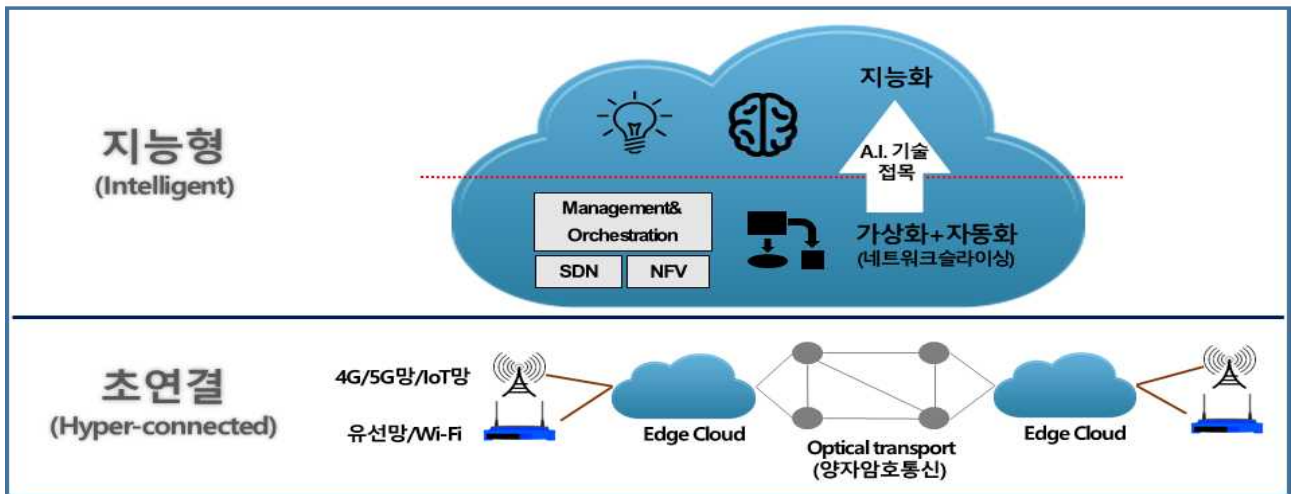 지능화
지능형
(Intelligent)
A.I. 기술
접목
Management&
Orchestration
SDN
NFV
가상화+자동화
(네트워크슬라이싱)
초연결
(Hyper-connected)
4G/5G망/IoT망
유선망/Wi-Fi
Edge Cloud
Optical transport
(양자암호통신)
Edge Cloud